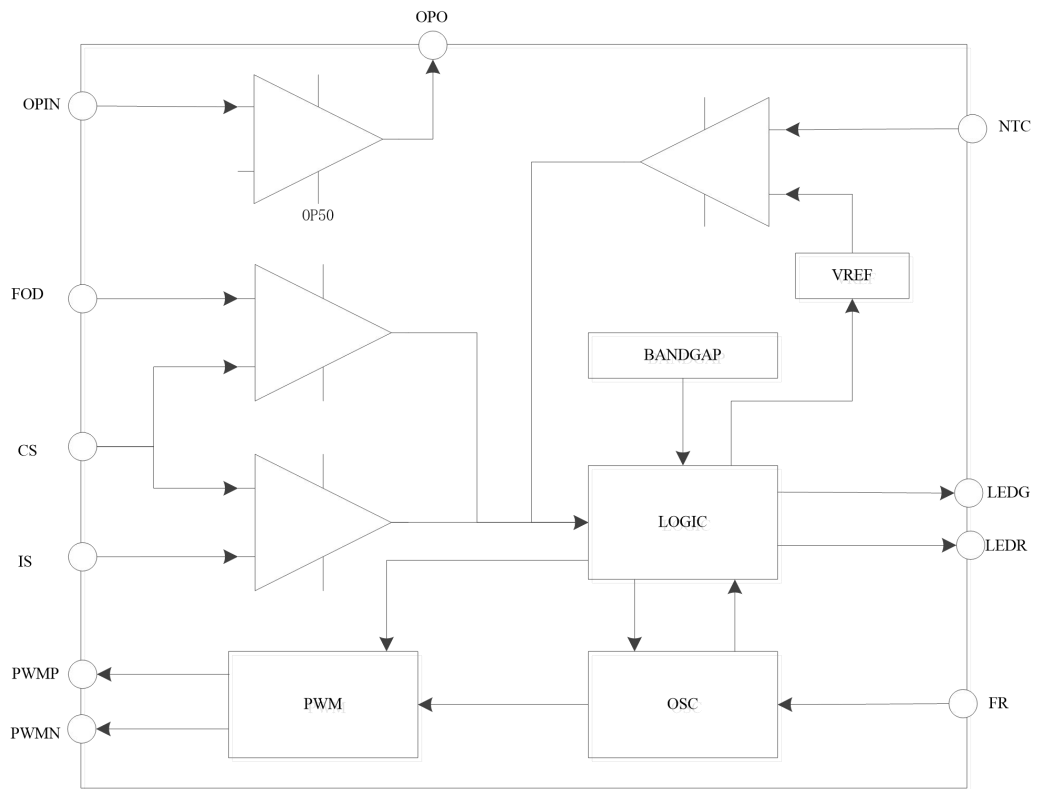 OPO
OPIN
NTC
OP50
VREF
FOD
BANDGAP
CS
LEDG
LOGIC
LEDR
IS
PWMP
PWM
OSC
FR
PWMN